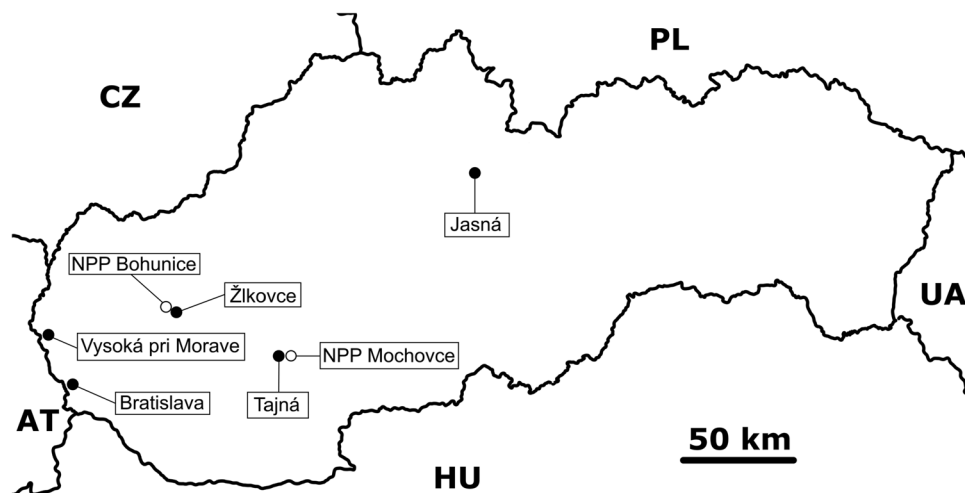 PL
CZ
Jasná
NPP Bohunice
Žlkovce
UA
Vysoká pri Morave
NPP Mochovce
Bratislava
Tajná
AT
50 km
HU